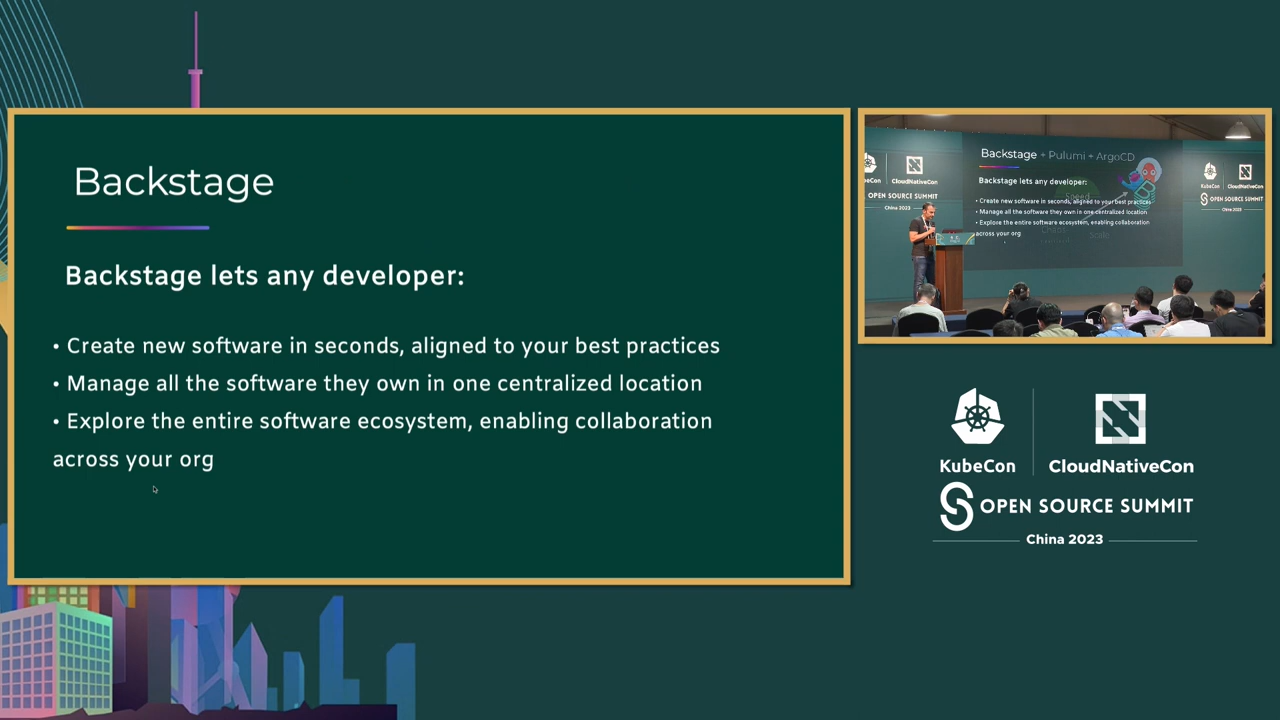 Backstage
Backstage lets any developer:
• Create new software in seconds, aligned to your best practices
• Manage all the software they own in one centralized location
• Explore the entire software ecosystem, enabling collaboration
across your org
Backstage + Pulumi + ArgoCD
Backstage lets any developer:
• Create new software in seconds, aligned to your best practices
• Manage all the software they own in one centralized location
• Explore the entire software ecosystem, enabling collaboration
across your org
CloudNativeCon
OPEN SOURCE SUMMIT
China 2023
KubeCon CloudNativeCon
OPEN SOURCE SUMMIT
China 2023
KubeCon CloudNativeCon
OPEN SOURCE SUMMIT
China 2023